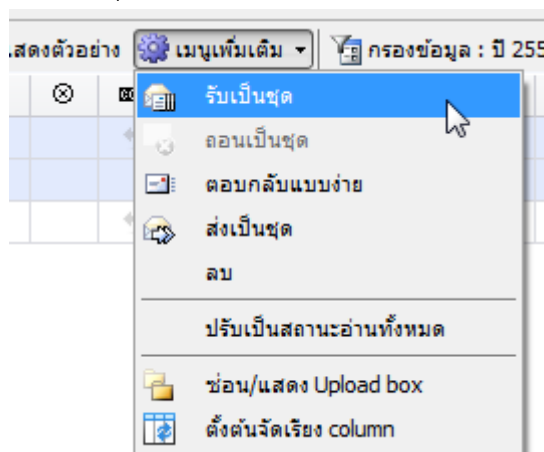 แสดงตัวอย่าง เมนูเพิ่มเติม กรองข้อมูล : ปี 255
รับเป็นชุด
ถอนเป็นชุด
ตอบกลับแบบง่าย
ส่งเป็นชุด
ลบ
ปรับเป็นสถานะอ่านทั้งหมด
ซ่อน/แสดง Upload box
ตั้งต้นจัดเรียง column